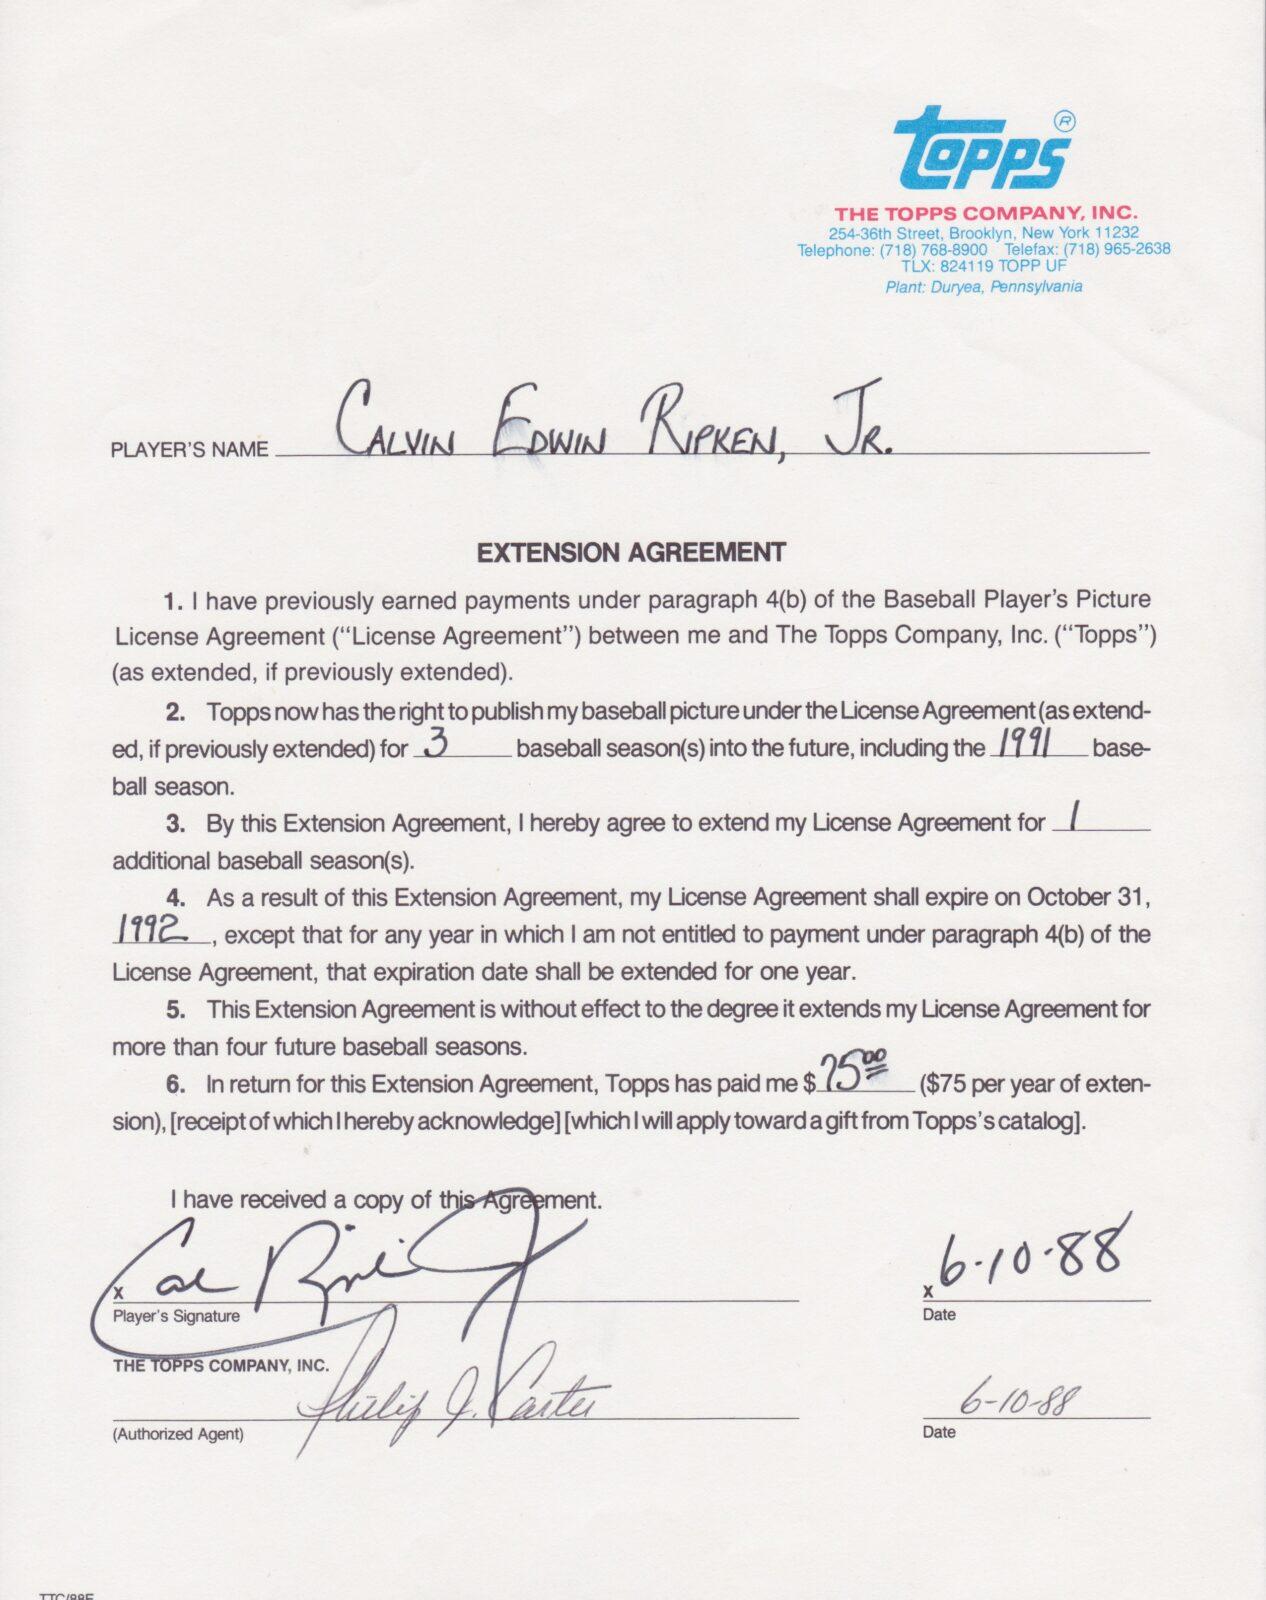 topps ®
THE TOPPS COMPANY, INC.
254-36th Street, Brooklyn, New York 11232
Telephone: (718) 768-8900 Telefax: (718) 965-2638
TLX: 824119 TOPP UF
Plant: Duryea, Pennsylvania
PLAYER'S NAME CALVIN EDWIN RIPKEN, JR.
EXTENSION AGREEMENT
1. I have previously earned payments under paragraph 4(b) of the Baseball Player's Picture
License Agreement ("License Agreement") between me and The Topps Company, Inc. ("Topps")
(as extended, if previously extended).
2. Topps now has the right to publish my baseball picture under the License Agreement (as extend-
ed, if previously extended) for 3 baseball season(s) into the future, including the 1991 base-
ball season.
3. By this Extension Agreement, I hereby agree to extend my License Agreement for 1
additional baseball season(s).
4. As a result of this Extension Agreement, my License Agreement shall expire on October 31,
1992, except that for any year in which I am not entitled to payment under paragraph 4(b) of the
License Agreement, that expiration date shall be extended for one year.
5. This Extension Agreement is without effect to the degree it extends my License Agreement for
more than four future baseball seasons.
6. In return for this Extension Agreement, Topps has paid me $ 75.00 ($75 per year of exten-
sion), [receipt of which I hereby acknowledge] [which I will apply toward a gift from Topps's catalog].
I have received a copy of this Agreement.
x Cal Ripken Jr x 6-10-88
Player's Signature Date
THE TOPPS COMPANY, INC.
Philip J. Carter 6-10-88
(Authorized Agent) Date
TTC/88E